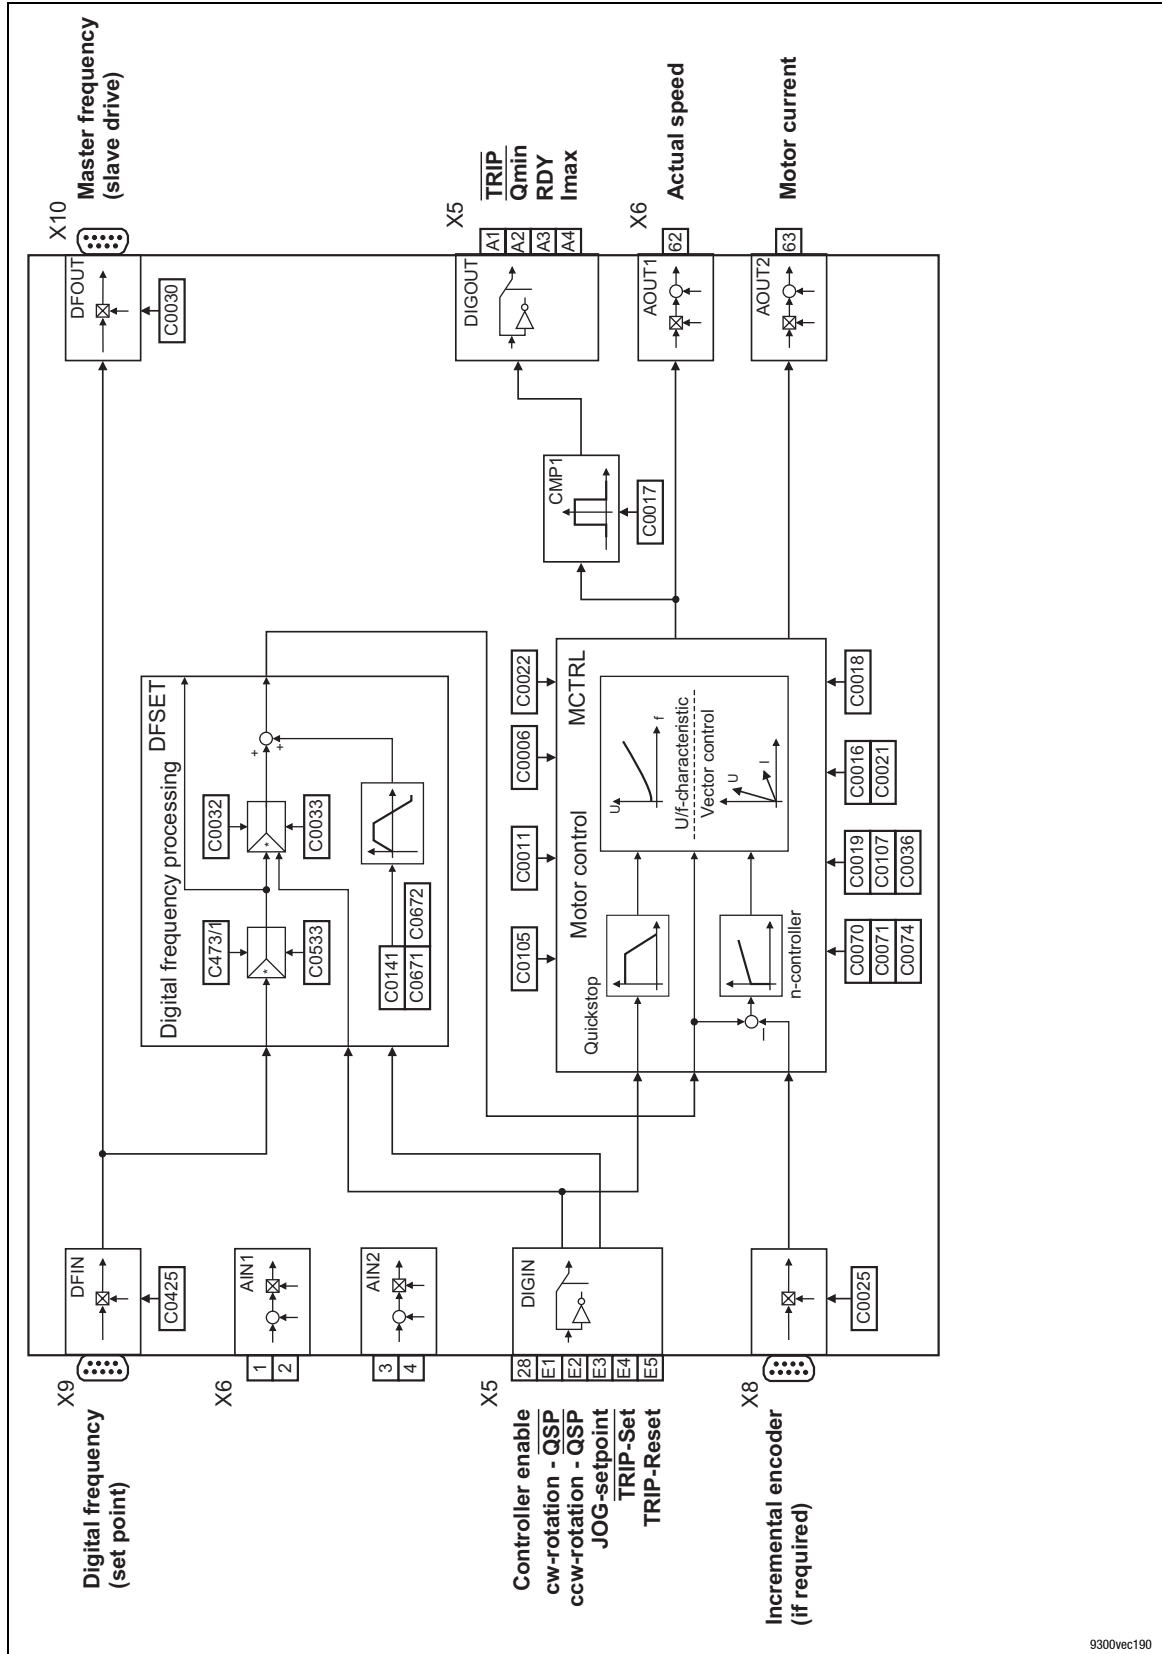 X9
Digital frequency
(set point)
DFIN
C0425
X6
1
2
AIN1
3
4
AIN2
X5
Controller enable
cw-rotation - QSP
ccw-rotation - QSP
JOG-setpoint
TRIP-Set
TRIP-Reset
28
E1
E2
E3
E4
E5
DIGIN
X8
Incremental encoder
(if required)
C0025
Digital frequency processing
DFSET
C473/1
*
C0533
C0032
*
C0033
+
+
C0141
C0671
C0672
C0105
C0011
C0006
C0022
Motor control
MCTRL
Quickstop
n-controller
U
f
U/f-characteristic
Vector control
U
I
C0070
C0071
C0074
C0019
C0107
C0036
C0016
C0021
C0018
CMP1
C0017
X10
Master frequency
(slave drive)
DFOUT
C0030
X5
DIGOUT
A1
A2
A3
A4
TRIP
Qmin
RDY
Imax
X6
AOUT1
62
Actual speed
AOUT2
63
Motor current
9300vec190